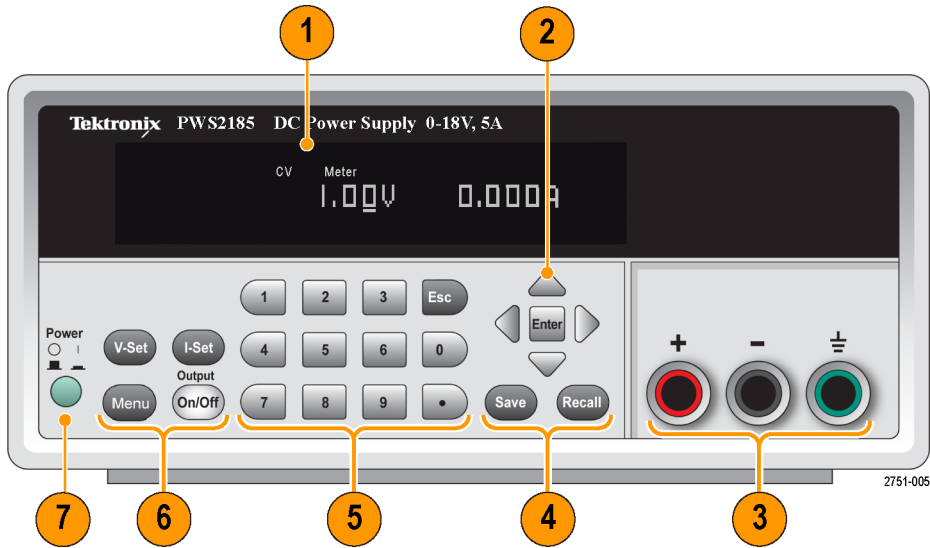 1
2
Tektronix PWS2185 DC Power Supply 0-18V, 5A
CV Meter
1.00V 0.000A
1 2 3 Esc
Enter
Power
V-Set I-Set
4 5 6 0
Output
Menu On/Off
7 8 9 •
Save Recall
+ -
2751-005
7 6 5 4 3